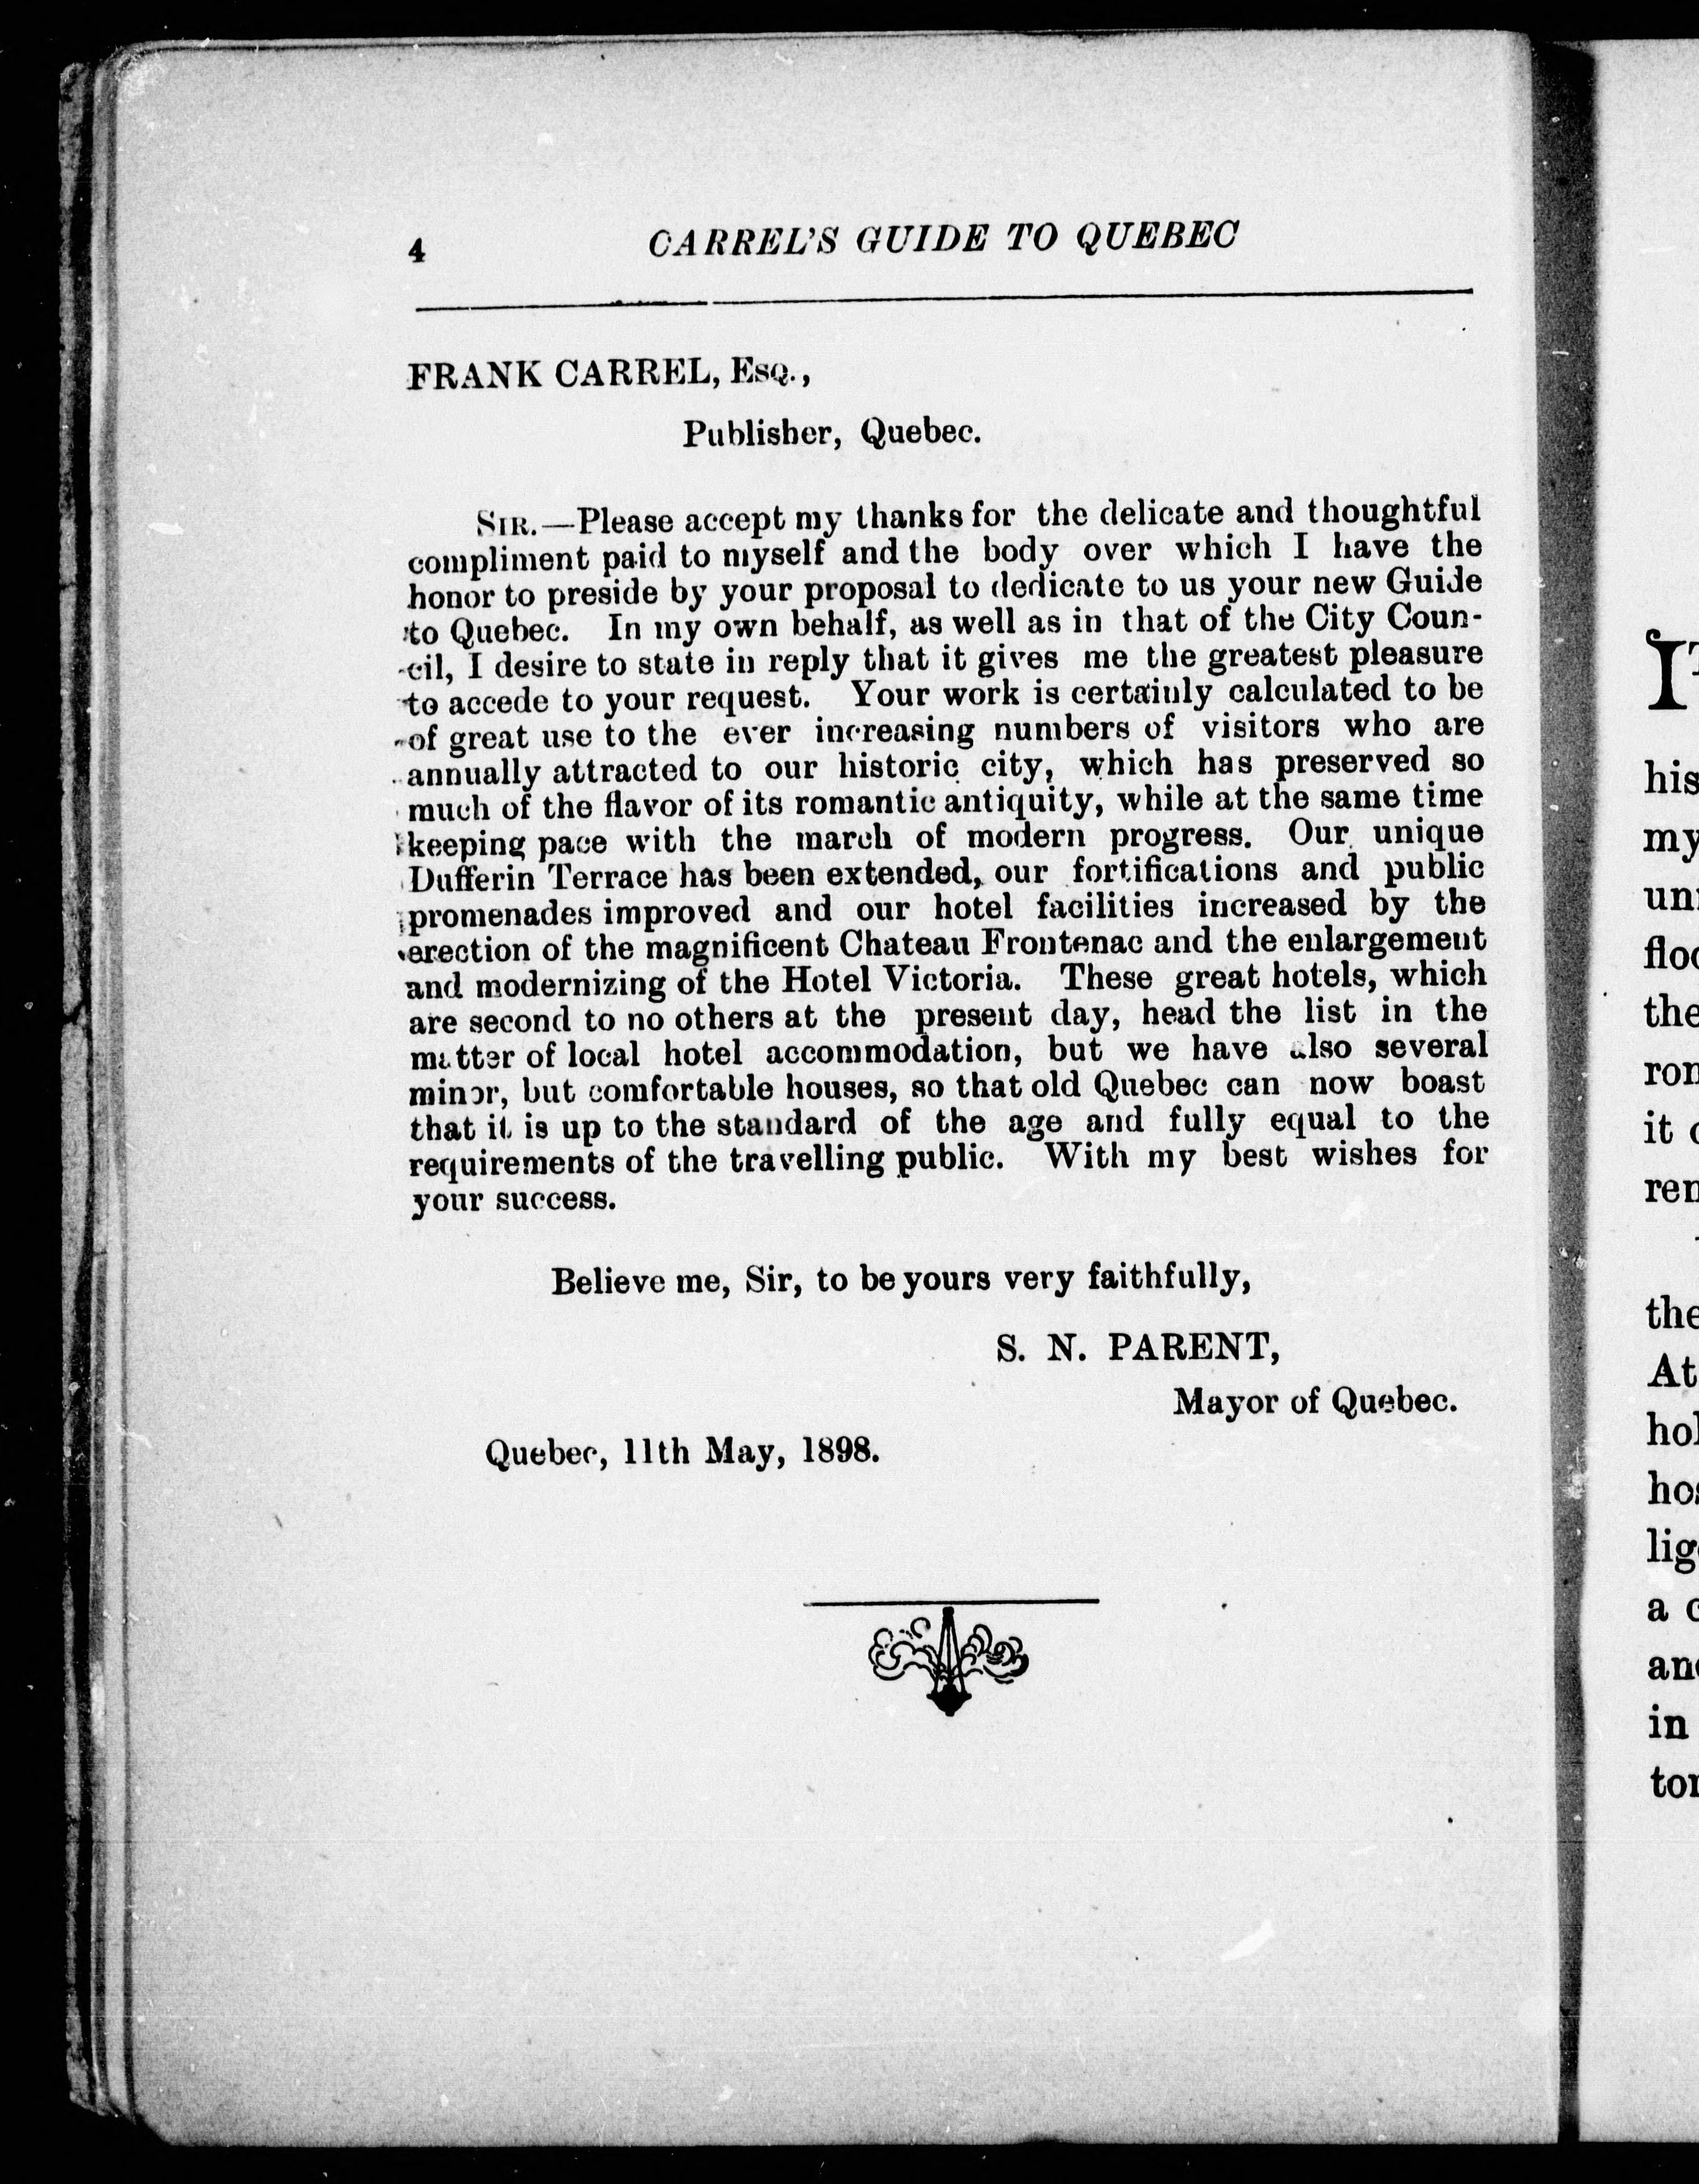 4 CARREL'S GUIDE TO QUEBEC
FRANK CARREL, Esq.,
Publisher, Quebec.
Sir.—Please accept my thanks for the delicate and thoughtful
compliment paid to myself and the body over which I have the
honor to preside by your proposal to dedicate to us your new Guide
to Quebec. In my own behalf, as well as in that of the City Coun-
cil, I desire to state in reply that it gives me the greatest pleasure
to accede to your request. Your work is certainly calculated to be
of great use to the ever increasing numbers of visitors who are
annually attracted to our historic city, which has preserved so
much of the flavor of its romantic antiquity, while at the same time
keeping pace with the march of modern progress. Our unique
Dufferin Terrace has been extended, our fortifications and public
promenades improved and our hotel facilities increased by the
erection of the magnificent Chateau Frontenac and the enlargement
and modernizing of the Hotel Victoria. These great hotels, which
are second to no others at the present day, head the list in the
matter of local hotel accommodation, but we have also several
minor, but comfortable houses, so that old Quebec can now boast
that it is up to the standard of the age and fully equal to the
requirements of the travelling public. With my best wishes for
your success.
Believe me, Sir, to be yours very faithfully,
S. N. PARENT,
Mayor of Quebec.
Quebec, 11th May, 1898.
his
my
the
it
the
At
a
in